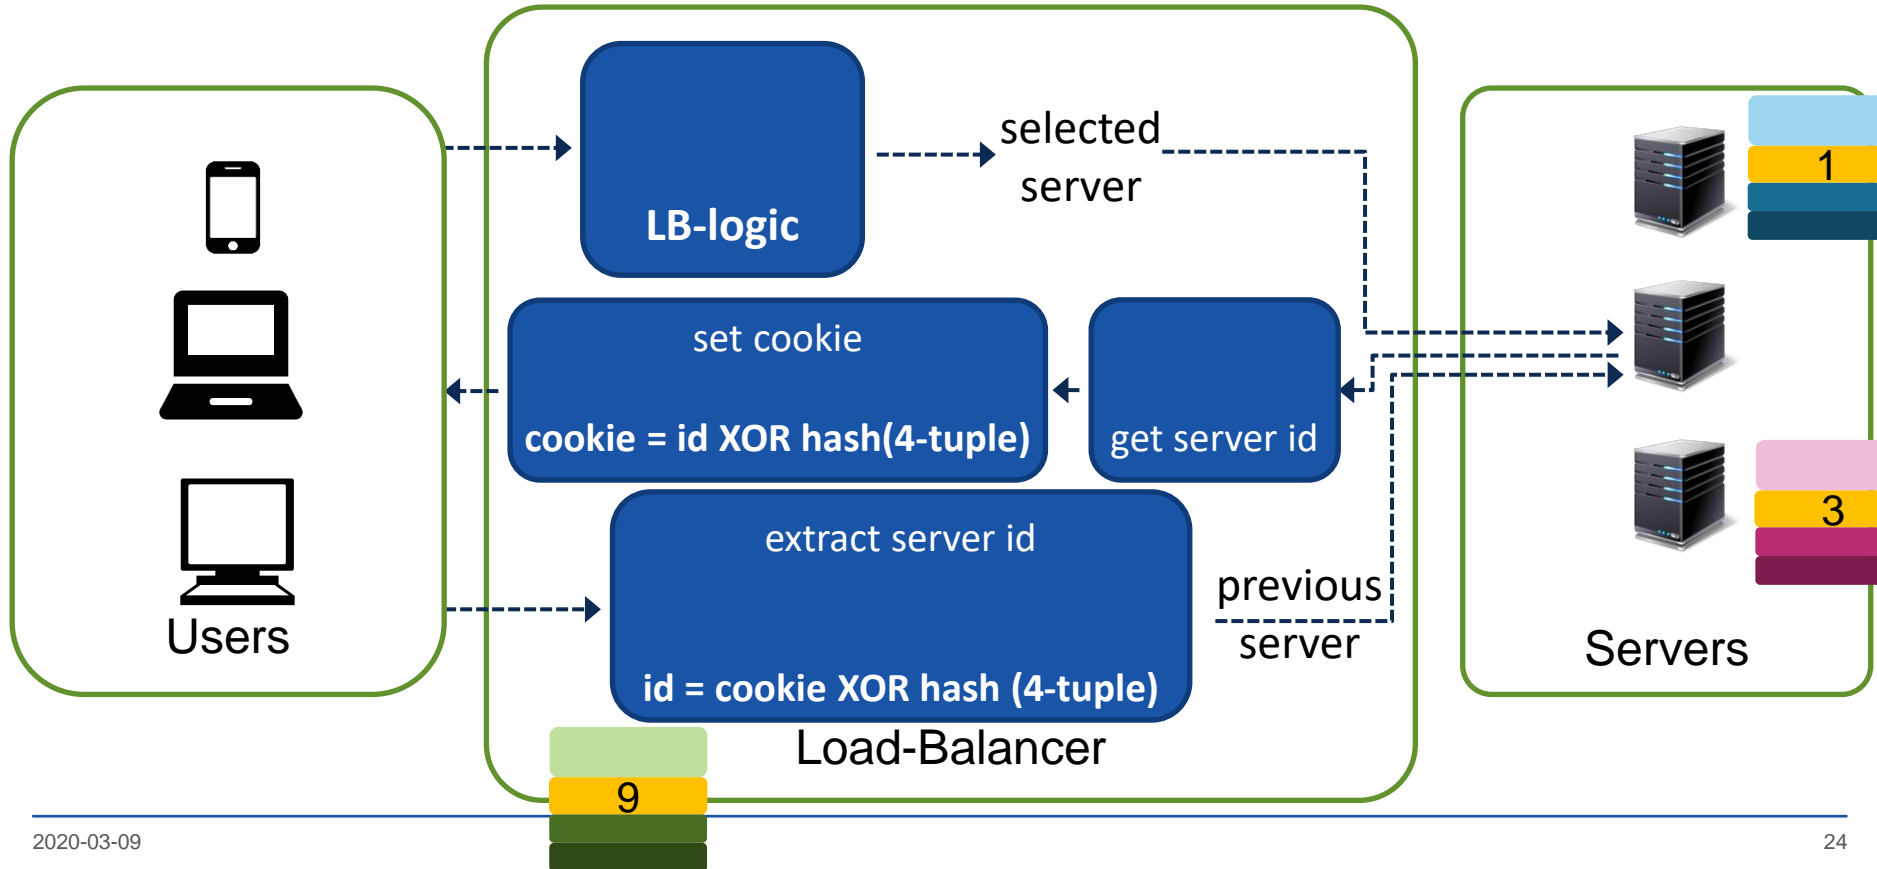 LB-logic
selected
server
set cookie
cookie = id XOR hash(4-tuple)
get server id
extract server id
id = cookie XOR hash (4-tuple)
previous
server
Users
Load-Balancer
Servers
1
3
9
2020-03-09
24